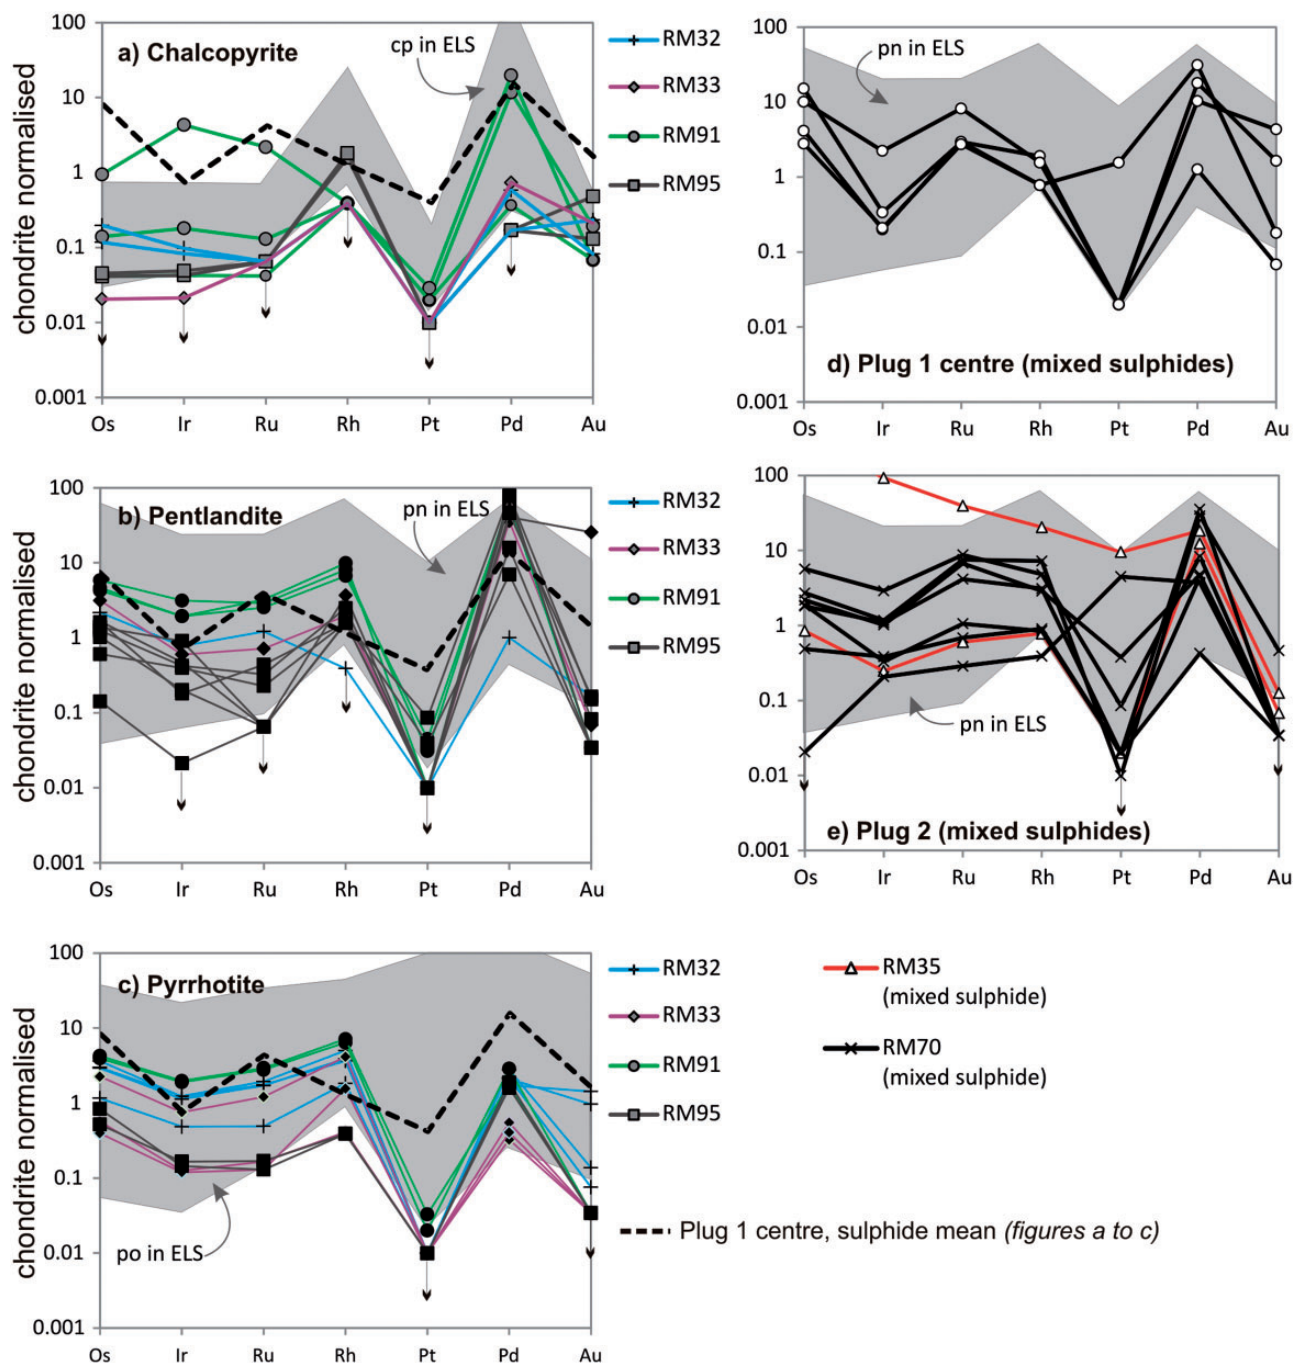 a) Chalcopyrite
cp in ELS
chondrite normalised
100
10
1
0.1
0.01
0.001
Os Ir Ru Rh Pt Pd Au
RM32
RM33
RM91
RM95
pn in ELS
100
10
1
0.1
0.01
0.001
d) Plug 1 centre (mixed sulphides)
Os Ir Ru Rh Pt Pd Au
b) Pentlandite
pn in ELS
chondrite normalised
100
10
1
0.1
0.01
0.001
Os Ir Ru Rh Pt Pd Au
RM32
RM33
RM91
RM95
100
10
1
0.1
0.01
0.001
pn in ELS
e) Plug 2 (mixed sulphides)
Os Ir Ru Rh Pt Pd Au
c) Pyrrhotite
chondrite normalised
100
10
1
0.1
0.01
0.001
po in ELS
Os Ir Ru Rh Pt Pd Au
RM32
RM33
RM91
RM95
RM35
(mixed sulphide)
RM70
(mixed sulphide)
Plug 1 centre, sulphide mean (figures a to c)